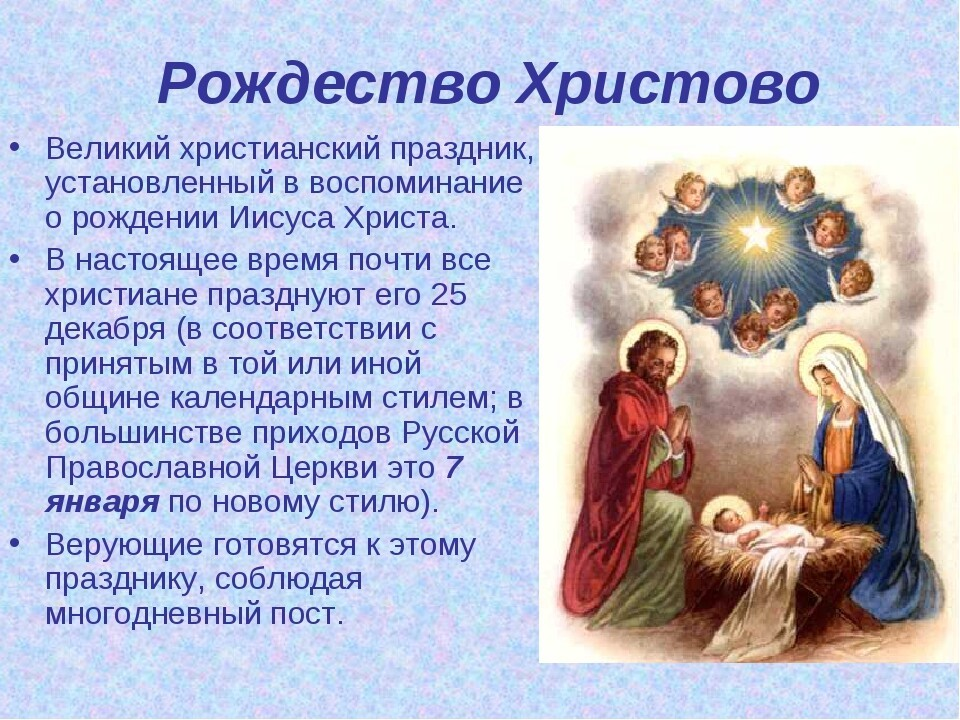 Рождество Христово
• Великий христианский праздник,
установленный в воспоминание
о рождении Иисуса Христа.
• В настоящее время почти все
христиане празднуют его 25
декабря (в соответствии с
принятым в той или иной
общине календарным стилем; в
большинстве приходов Русской
Православной Церкви это 7
января по новому стилю).
• Верующие готовятся к этому
празднику, соблюдая
многодневный пост.